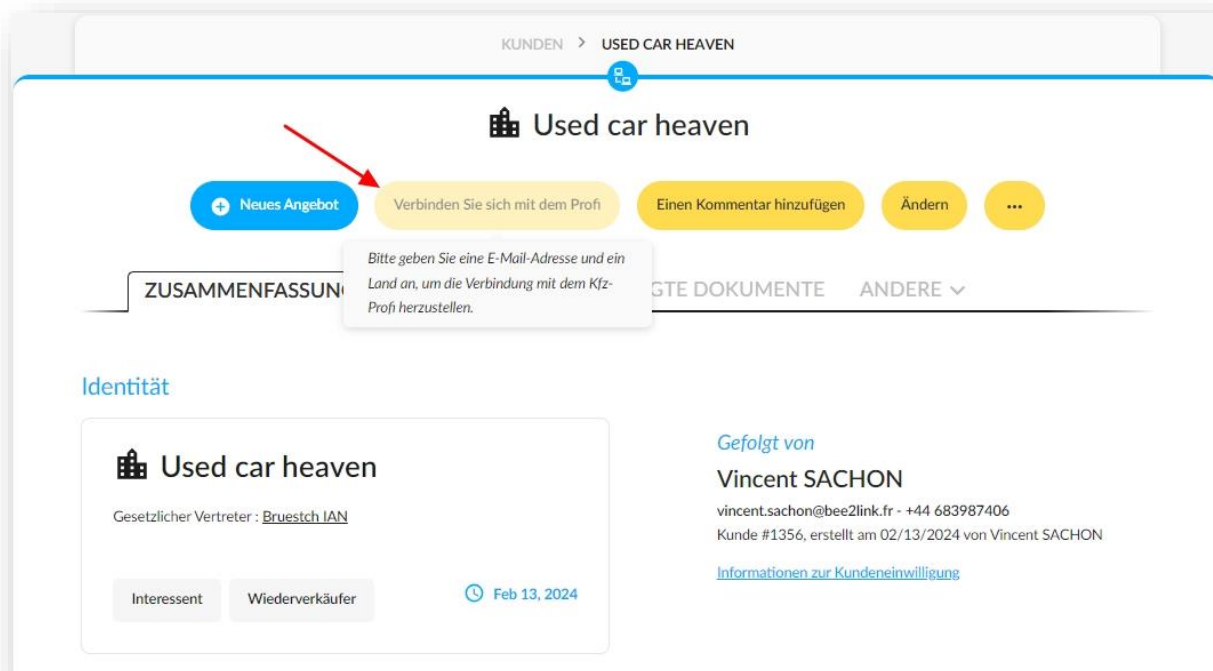 KUNDEN > USED CAR HEAVEN
Used car heaven
Neues Angebot
Verbinden Sie sich mit dem Profi
Einen Kommentar hinzufügen
Ändern
...
Bitte geben Sie eine E-Mail-Adresse und ein
Land an, um die Verbindung mit dem Kfz-
Profi herzustellen.
ZUSAMMENFASSUN
GTE DOKUMENTE
ANDERE
Identität
Used car heaven
Gesetzlicher Vertreter : Bruestch IAN
Interessent
Wiederverkäufer
Feb 13, 2024
Gefolgt von
Vincent SACHON
vincent.sachon@bee2link.fr - +44 683987406
Kunde #1356, erstellt am 02/13/2024 von Vincent SACHON
Informationen zur Kundeneinwilligung